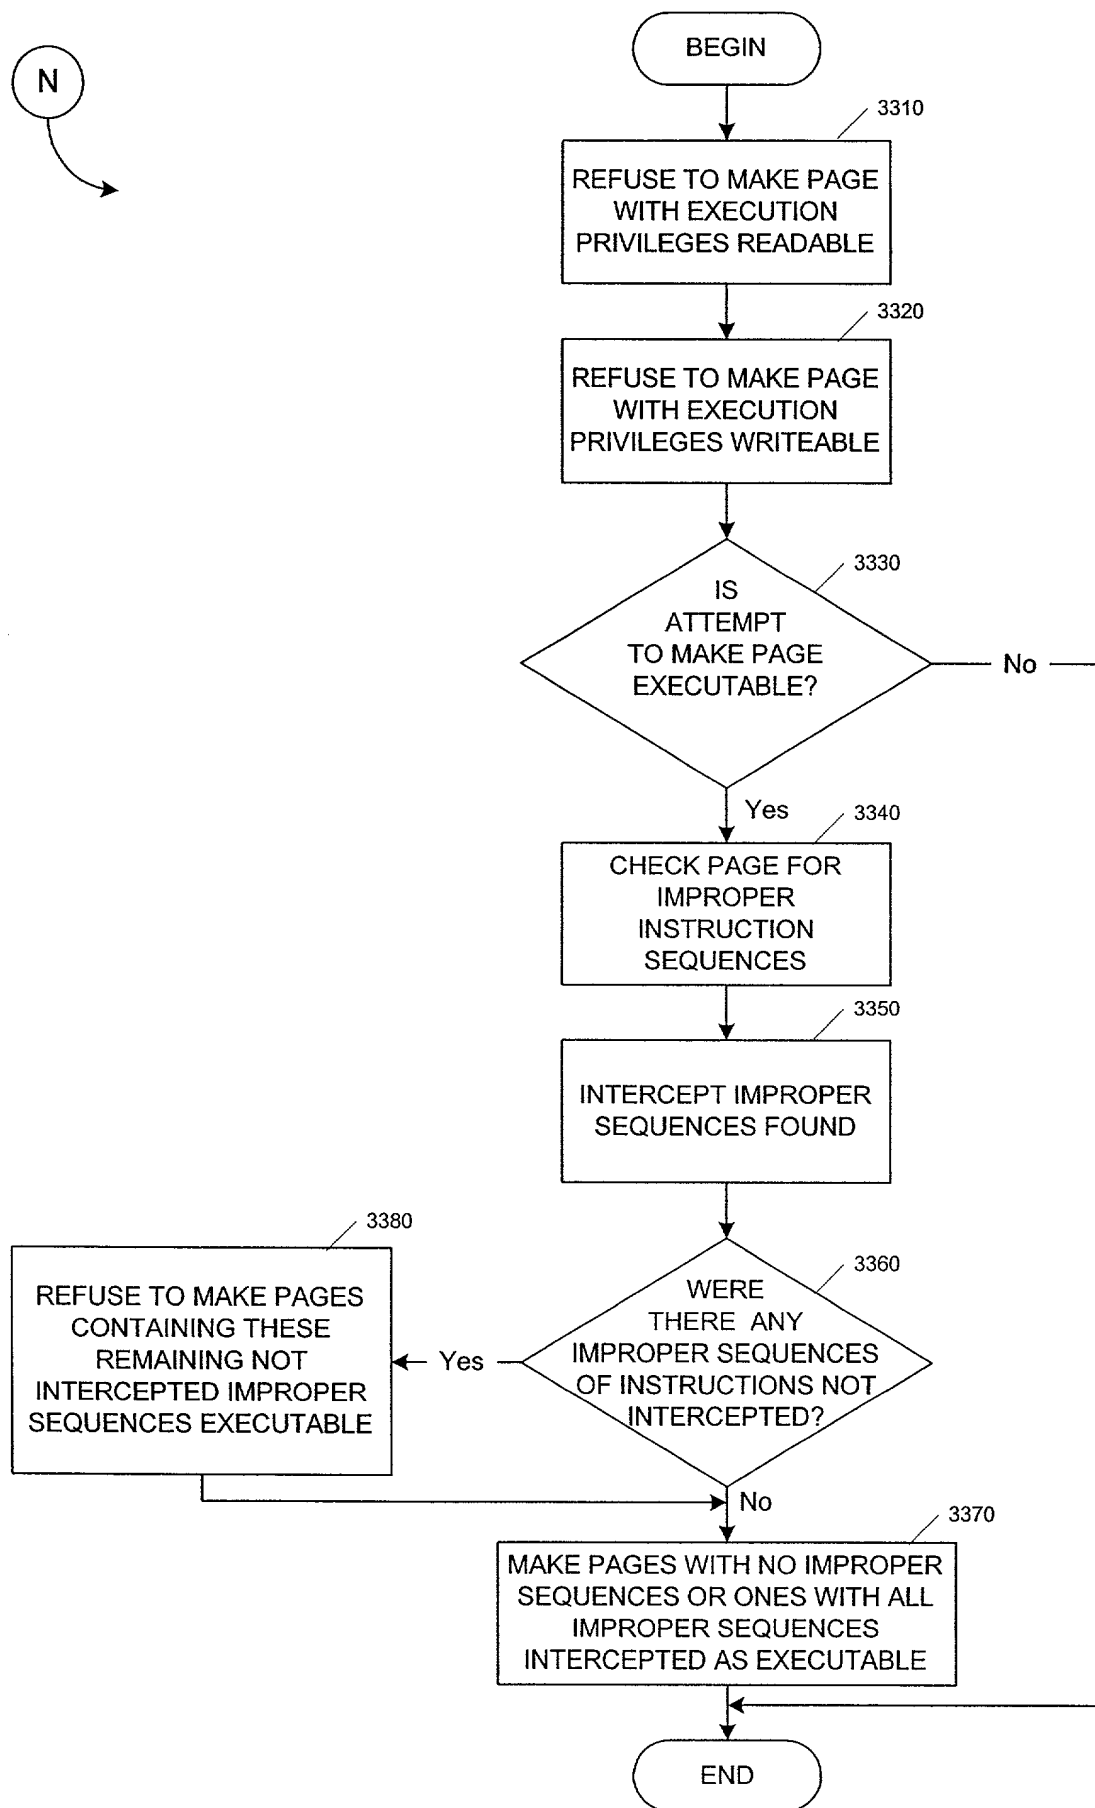 N
BEGIN
3310
REFUSE TO MAKE PAGE
WITH EXECUTION
PRIVILEGES READABLE
3320
REFUSE TO MAKE PAGE
WITH EXECUTION
PRIVILEGES WRITEABLE
3330
IS
ATTEMPT
TO MAKE PAGE
EXECUTABLE?
No
Yes
3340
CHECK PAGE FOR
IMPROPER
INSTRUCTION
SEQUENCES
3350
INTERCEPT IMPROPER
SEQUENCES FOUND
3360
WERE
THERE ANY
IMPROPER SEQUENCES
OF INSTRUCTIONS NOT
INTERCEPTED?
Yes
3380
REFUSE TO MAKE PAGES
CONTAINING THESE
REMAINING NOT
INTERCEPTED IMPROPER
SEQUENCES EXECUTABLE
No
3370
MAKE PAGES WITH NO IMPROPER
SEQUENCES OR ONES WITH ALL
IMPROPER SEQUENCES
INTERCEPTED AS EXECUTABLE
END